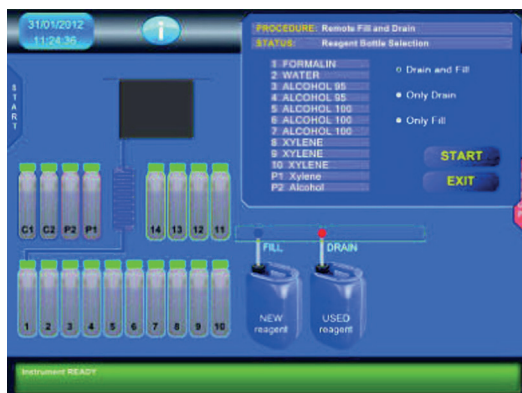 31/01/2012
11:24:36
i
PROCEDURE: Remote Fill and Drain
STATUS: Reagent Bottle Selection
START
1 FORMALIN
2 WATER
3 ALCOHOL 95
4 ALCOHOL 95
5 ALCOHOL 100
6 ALCOHOL 100
7 ALCOHOL 100
8 XYLENE
9 XYLENE
10 XYLENE
P1 Xylene
P2 Alcohol
Drain and Fill
Only Drain
Only Fill
START
EXIT
C1 C2 P2 P1 14 13 12 11
FILL DRAIN
NEW reagent
USED reagent
1 2 3 4 5 6 7 8 9 10
Instrument READY